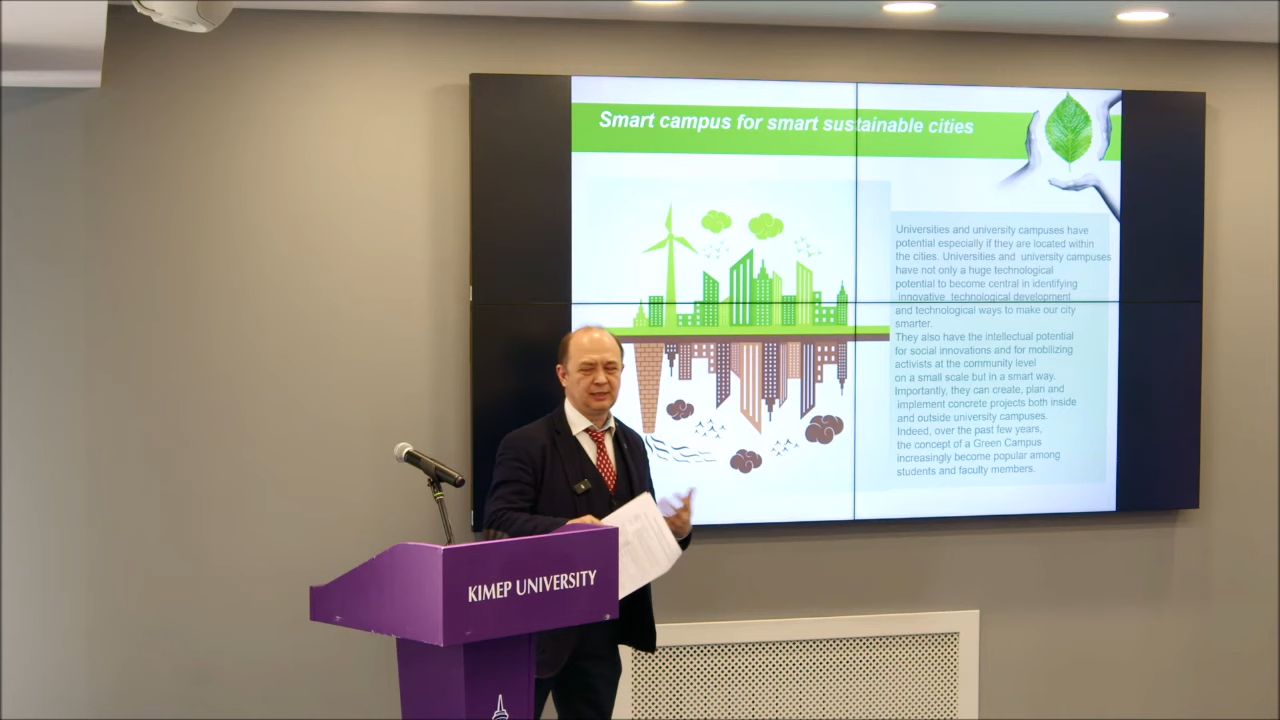 Smart campus for smart sustainable cities
Universities and university campuses have
potential especially if they are located within
the cities. Universities and university campuses
have not only a huge technological
potential to become central in identifying
innovative technological development
and technological ways to make our city
smarter.
They also have the intellectual potential
for social innovations and for mobilizing
activists at the community level
on a small scale but in a smart way.
Importantly, they can create, plan and
implement concrete projects both inside
and outside university campuses.
Indeed, over the past few years,
the concept of a Green Campus
increasingly become popular among
students and faculty members.
KIMEP UNIVERSITY